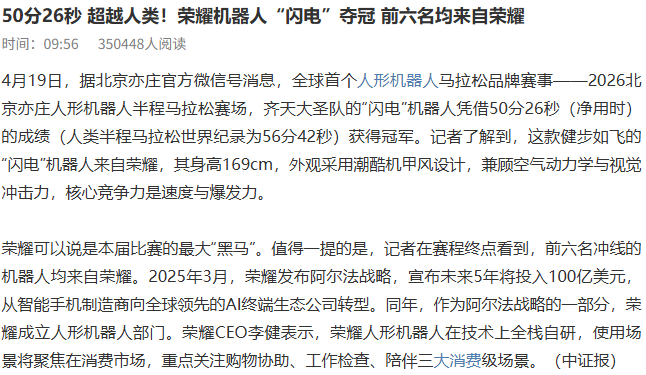 50分26秒 超越人类！荣耀机器人“闪电”夺冠 前六名均来自荣耀
时间：09:56 350448人阅读
4月19日，据北京亦庄官方微信号消息，全球首个人形机器人马拉松品牌赛事——2026北
京亦庄人形机器人半程马拉松赛场，齐天大圣队的“闪电”机器人凭借50分26秒（净用时）
的成绩（人类半程马拉松世界纪录为56分42秒）获得冠军。记者了解到，这款健步如飞的
“闪电”机器人来自荣耀，其身高169cm，外观采用潮酷机甲风设计，兼顾空气动力学与视觉
冲击力，核心竞争力是速度与爆发力。
荣耀可以说是本届比赛的最大“黑马”。值得一提的是，记者在赛程终点看到，前六名冲线的
机器人均来自荣耀。2025年3月，荣耀发布阿尔法战略，宣布未来5年将投入100亿美元，
从智能手机制造商向全球领先的AI终端生态公司转型。同年，作为阿尔法战略的一部分，荣
耀成立人形机器人部门。荣耀CEO李健表示，荣耀人形机器人在技术上全栈自研，使用场
景将聚焦在消费市场，重点关注购物协助、工作检查、陪伴三大消费级场景。（中证报）